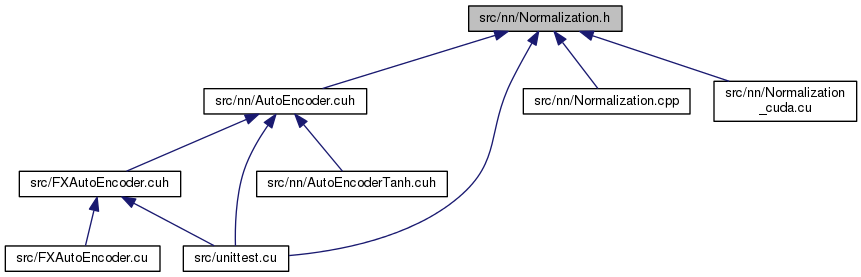 src/nn/Normalization.h
src/nn/AutoEncoder.cuh
src/nn/Normalization.cpp
src/nn/Normalization
_cuda.cu
src/FXAutoEncoder.cuh
src/nn/AutoEncoderTanh.cuh
src/FXAutoEncoder.cu
src/unittest.cu